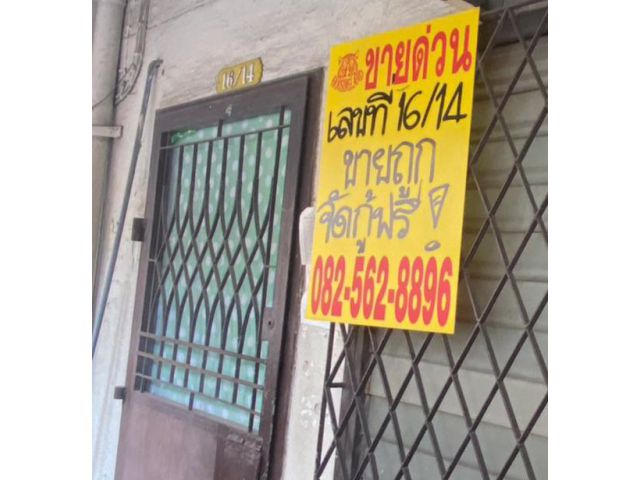 16/14
ขายด่วน
เลขที่ 16/14
ขายถูก
จัดกู้ฟรี
082-562-8896